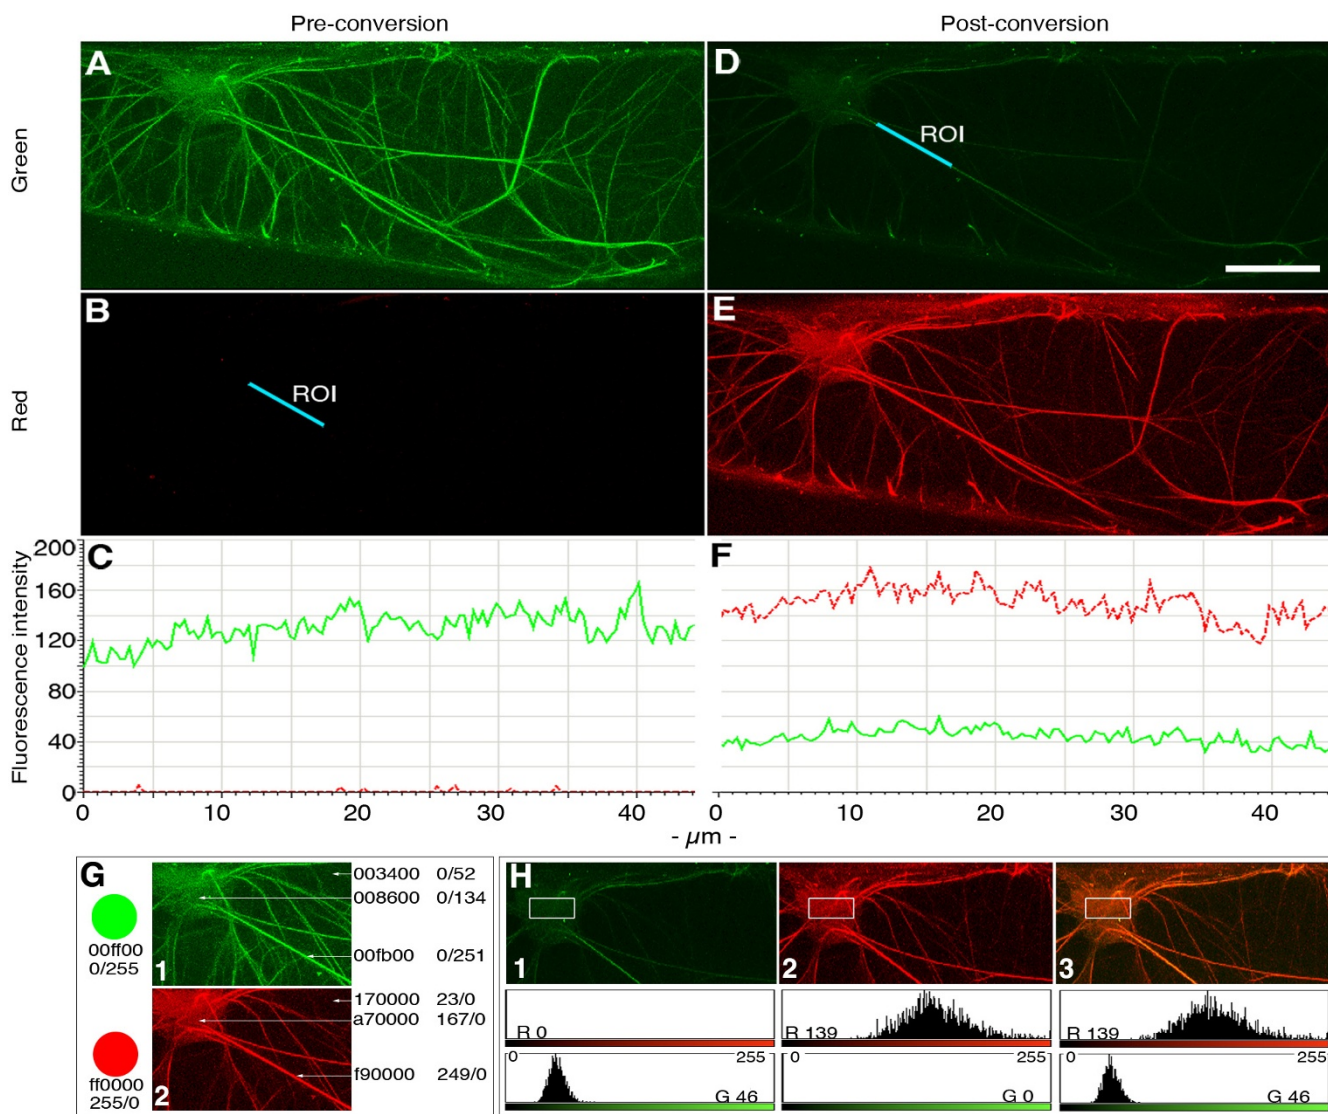 Pre-conversion
Post-conversion
Green
A
D
ROI
Red
B
ROI
E
Fluorescence intensity
C
F
200
160
120
80
40
0
0 10 20 30 40
0 10 20 30 40
- µm -
G
00ff00
0/255
1
003400 0/52
008600 0/134
00fb00 0/251
ff0000
255/0
2
170000 23/0
a70000 167/0
f90000 249/0
H
1
2
3
R 0
R 139
R 139
0 255
0 255
0 255
G 46
G 0
G 46